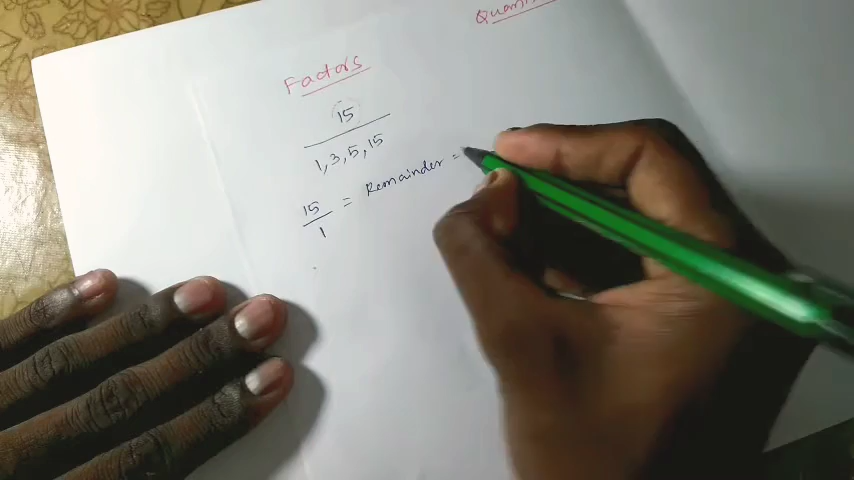 Factors
15
1, 3, 5, 15
15/1 = Remainder =